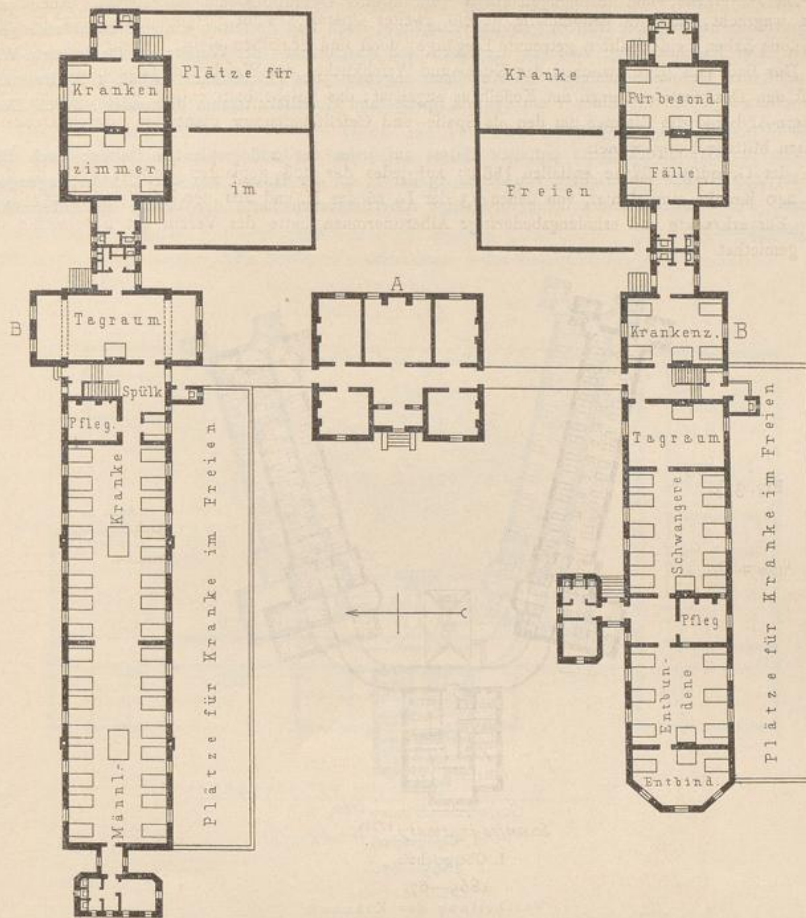 Kranken
zimmer
Plätze für
im
Kranke
Freien
Für besond.
Fälle
A
B
Tagraum
Krankenz.
B
Spülk
Pfleg.
Männl. Kranke
Plätze für Kranke im Freien
Tagraum
Schwangere
Pfleg
Entbun-
dene
Entbind.
Plätze für Kranke im Freien